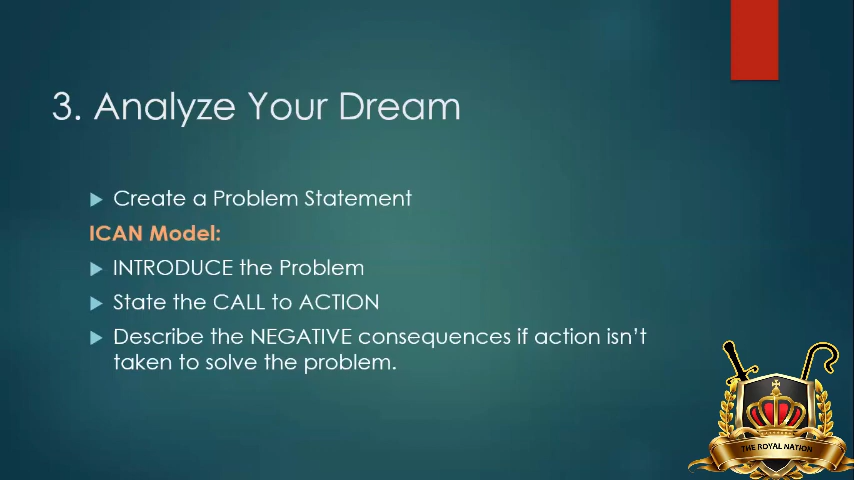 3. Analyze Your Dream
Create a Problem Statement
ICAN Model:
INTRODUCE the Problem
State the CALL to ACTION
Describe the NEGATIVE consequences if action isn’t
taken to solve the problem.
THE ROYAL NATION